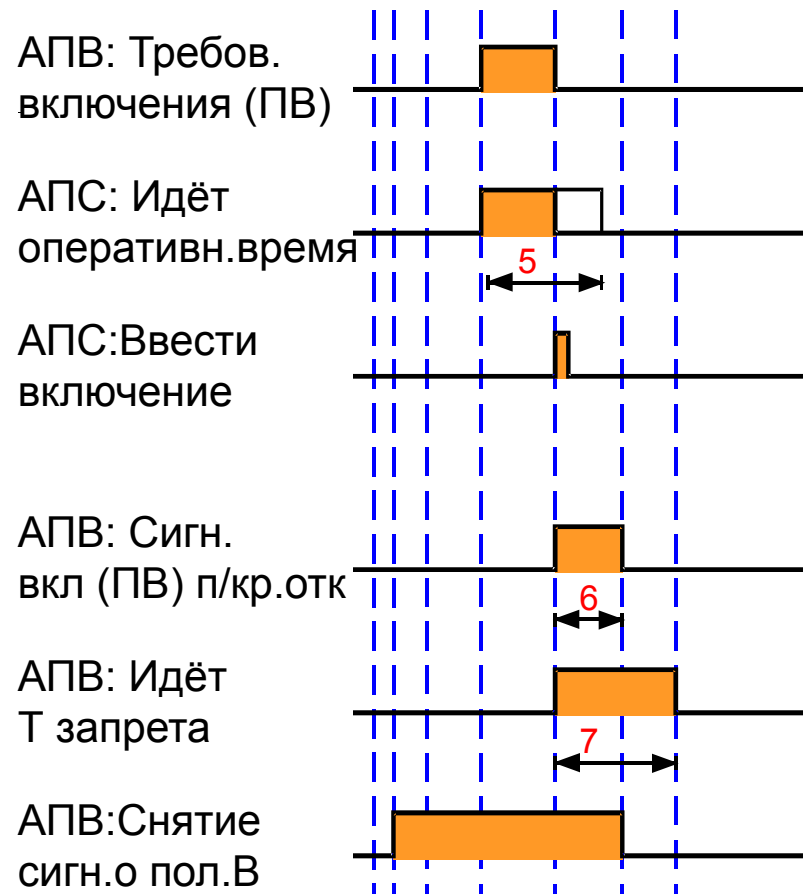 АПВ: Требов.
включения (ПВ)
АПС: Идёт
оперативн.время
5
АПС:Ввести
включение
АПВ: Сигн.
вкл (ПВ) п/кр.отк
6
АПВ: Идёт
Т запрета
7
АПВ:Снятие
сигн.о пол.В